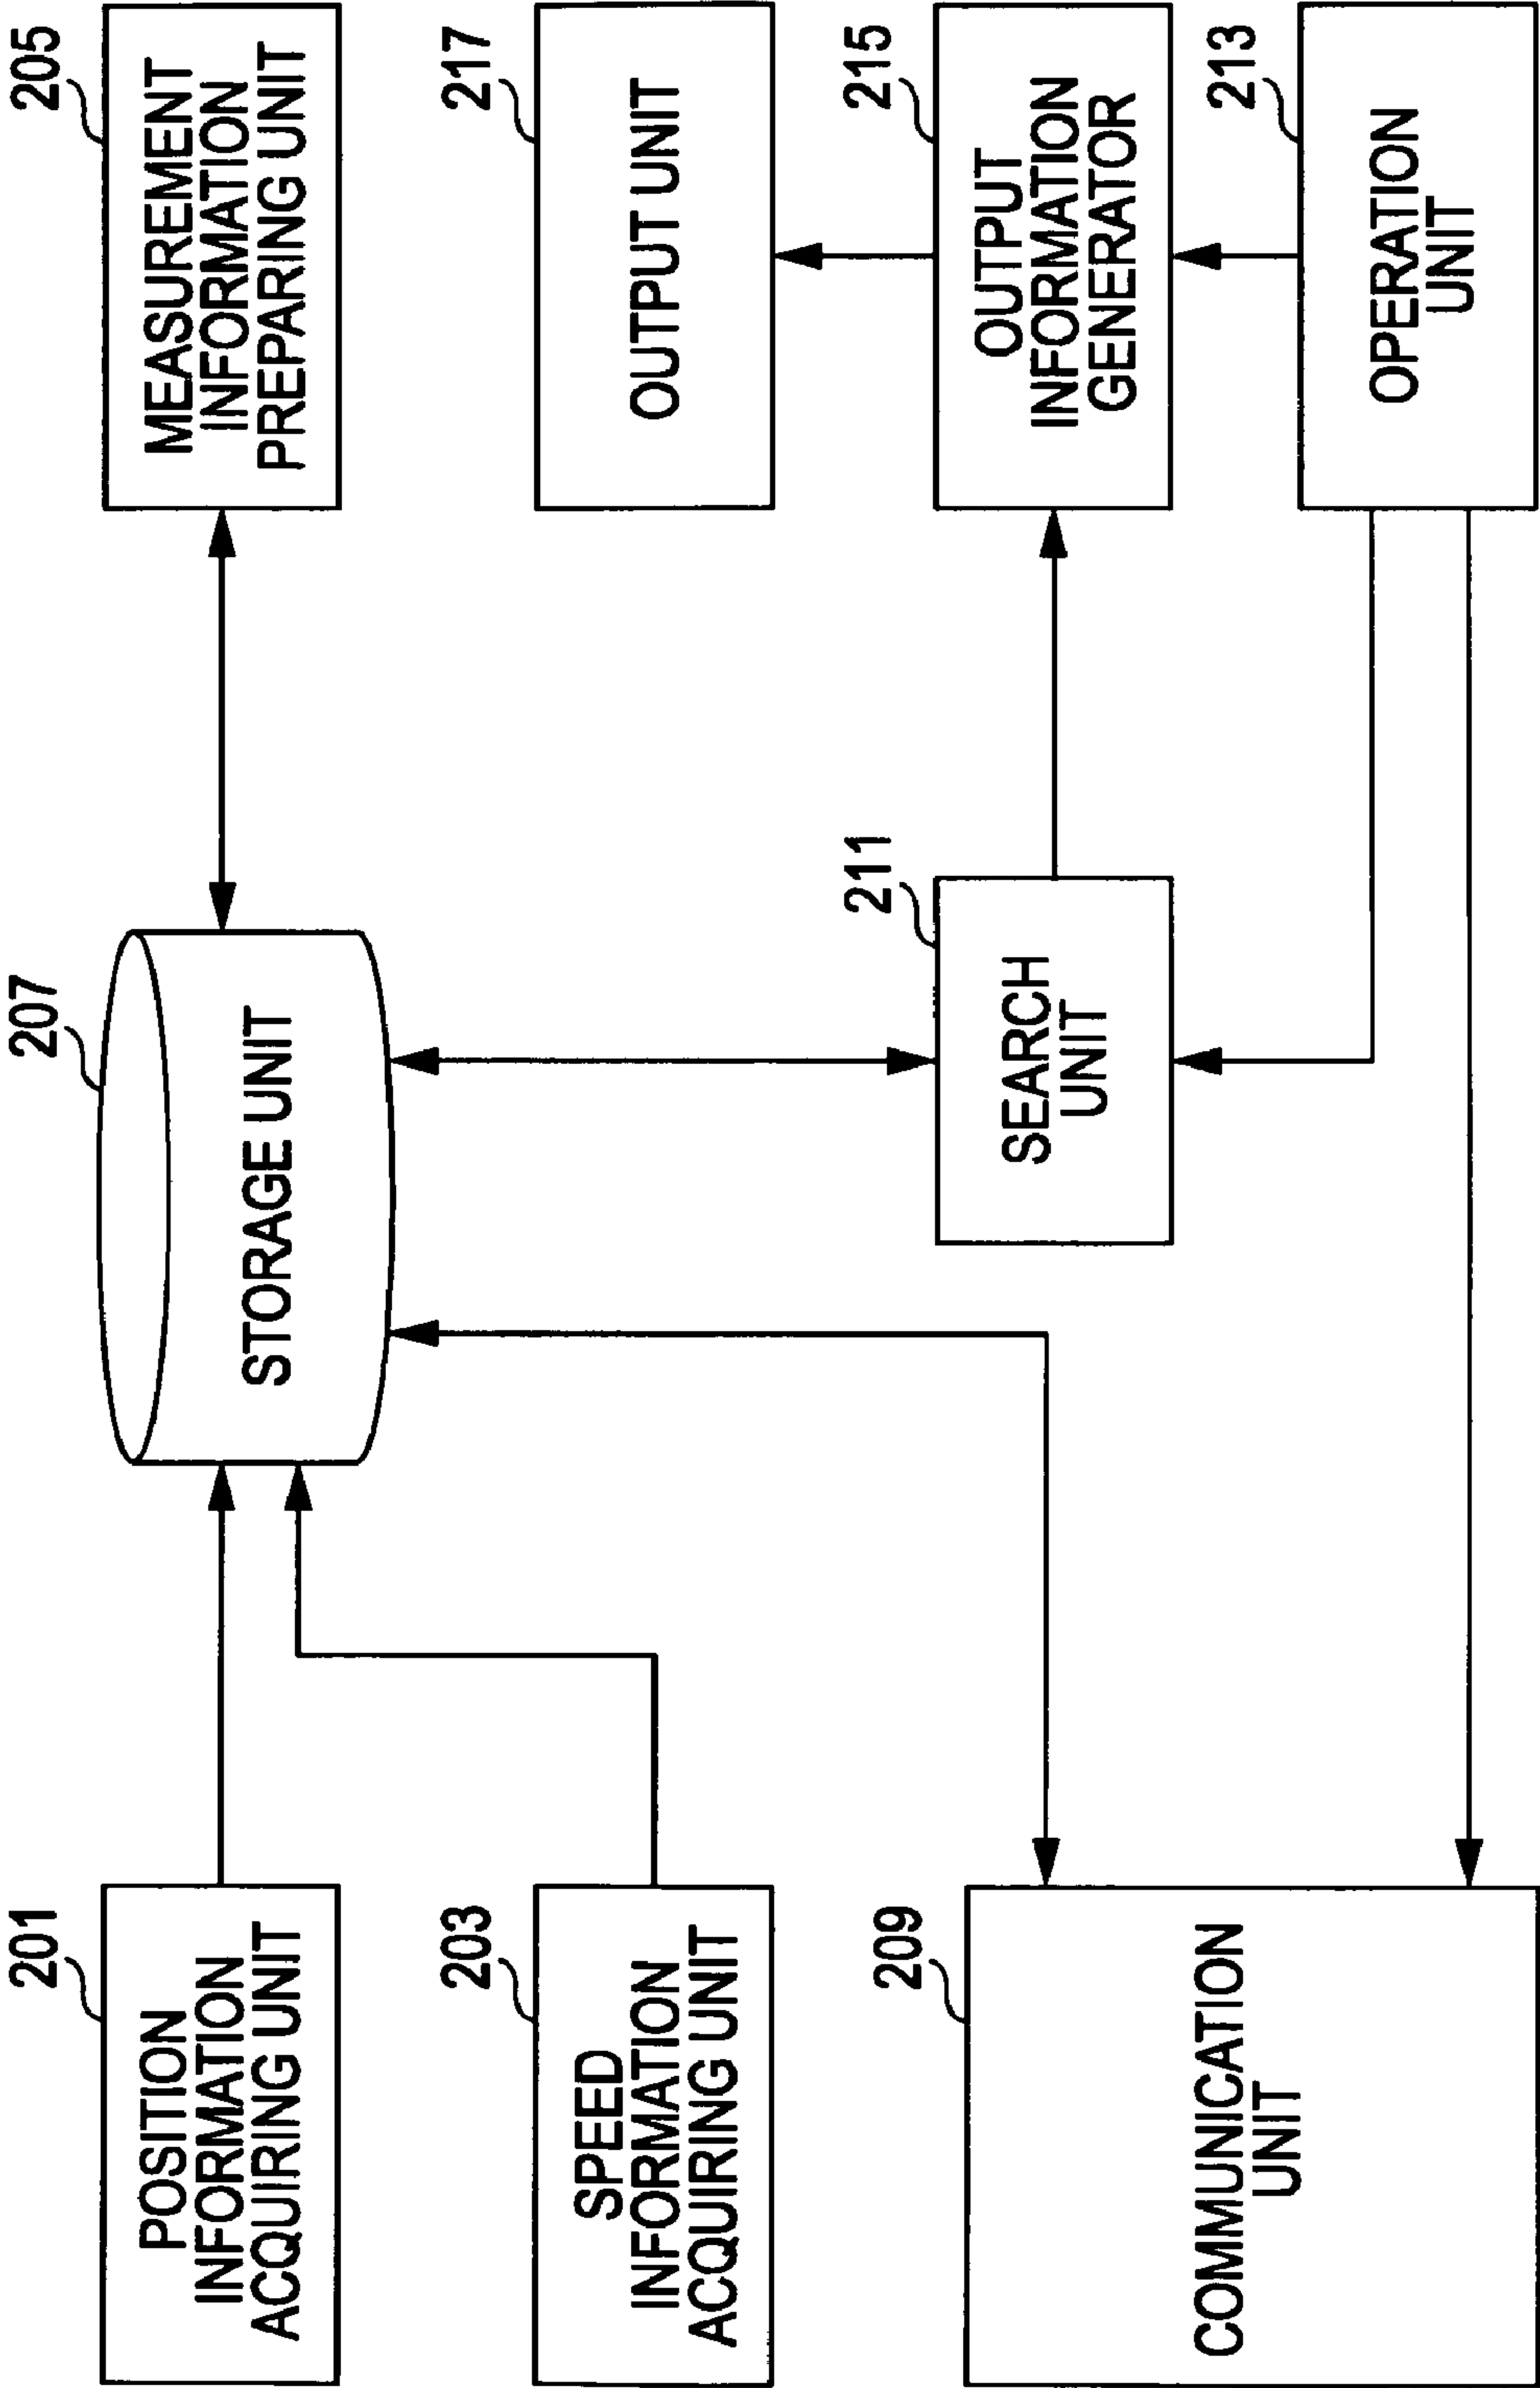 201
POSITION
INFORMATION
ACQUIRING UNIT
207
STORAGE UNIT
205
MEASUREMENT
INFORMATION
PREPARING UNIT
203
SPEED
INFORMATION
ACQUIRING UNIT
217
OUTPUT UNIT
209
COMMUNICATION
UNIT
211
SEARCH
UNIT
215
OUTPUT
INFORMATION
GENERATOR
213
OPERATION
UNIT